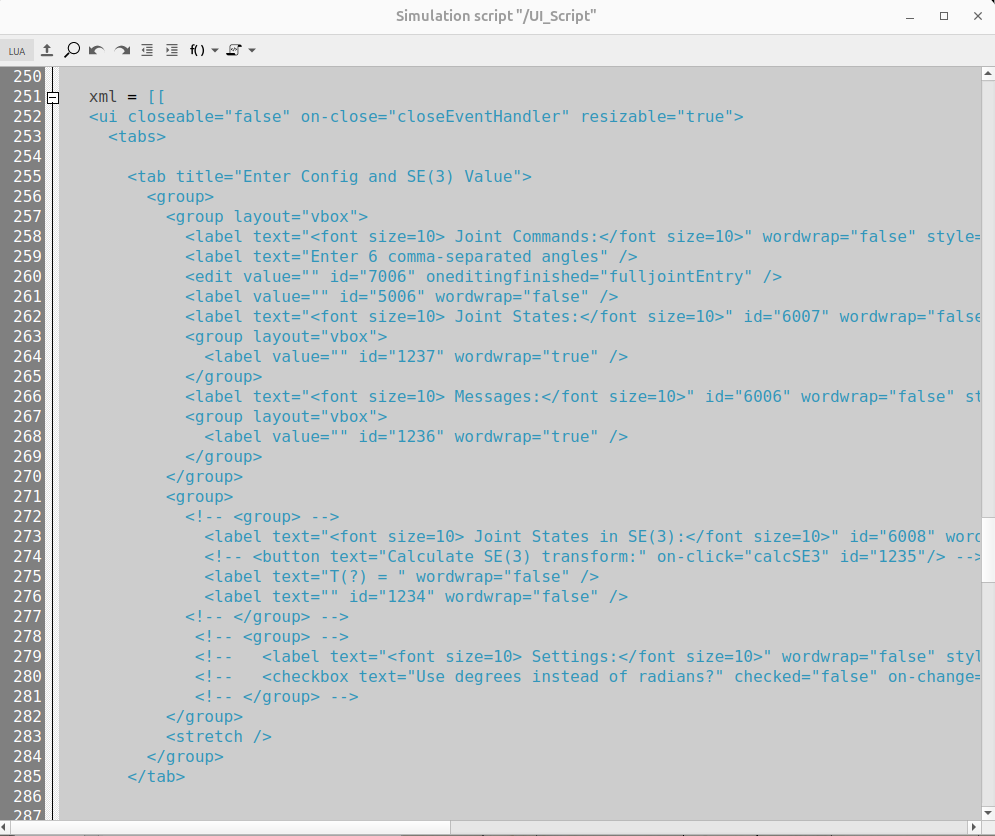 Simulation script "/UI_Script"
LUA
f()
250
251 xml = [[
252 <ui closeable="false" on-close="closeEventHandler" resizable="true">
253 <tabs>
254
255 <tab title="Enter Config and SE(3) Value">
256 <group>
257 <group layout="vbox">
258 <label text="<font size=10> Joint Commands:</font size=10>" wordwrap="false" style=
259 <label text="Enter 6 comma-separated angles" />
260 <edit value="" id="7006" oneditingfinished="fulljointEntry" />
261 <label value="" id="5006" wordwrap="false" />
262 <label text="<font size=10> Joint States:</font size=10>" id="6007" wordwrap="false
263 <group layout="vbox">
264 <label value="" id="1237" wordwrap="true" />
265 </group>
266 <label text="<font size=10> Messages:</font size=10>" id="6006" wordwrap="false" st
267 <group layout="vbox">
268 <label value="" id="1236" wordwrap="true" />
269 </group>
270 </group>
271 <group>
272 <!-- <group> -->
273 <label text="<font size=10> Joint States in SE(3):</font size=10>" id="6008" word
274 <!-- <button text="Calculate SE(3) transform:" on-click="calcSE3" id="1235"/> -->
275 <label text="T(?) = " wordwrap="false" />
276 <label text="" id="1234" wordwrap="false" />
277 <!-- </group> -->
278 <!-- <group> -->
279 <!-- <label text="<font size=10> Settings:</font size=10>" wordwrap="false" styl
280 <!-- <checkbox text="Use degrees instead of radians?" checked="false" on-change=
281 <!-- </group> -->
282 </group>
283 <stretch />
284 </group>
285 </tab>
286
287